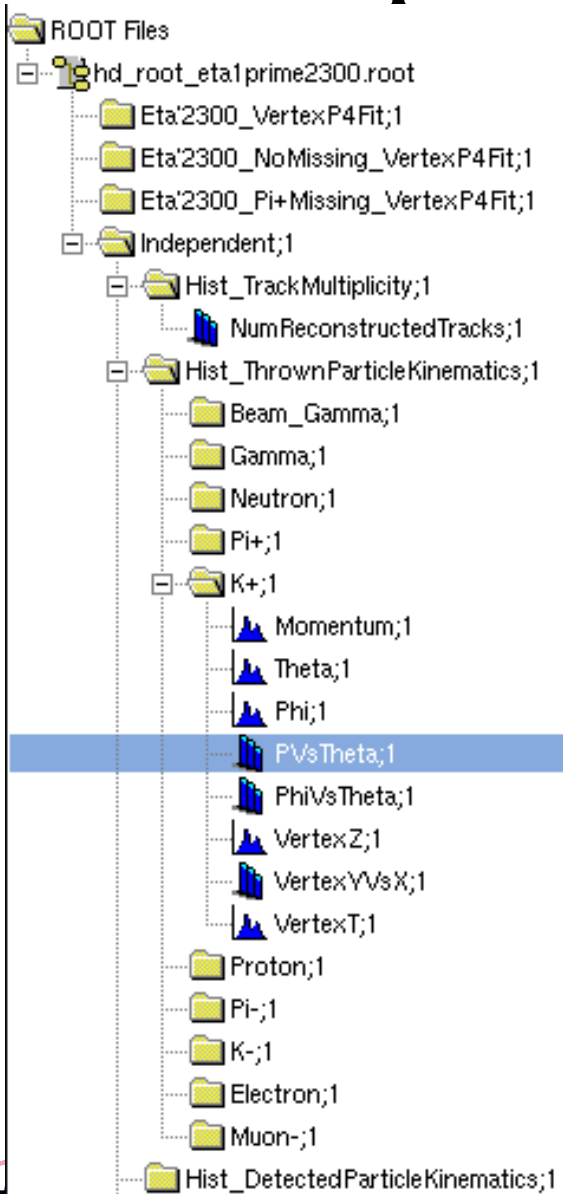 ROOT Files
hd_root_eta1prime2300.root
Eta'2300_VertexP4Fit;1
Eta'2300_NoMissing_VertexP4Fit;1
Eta'2300_Pi+Missing_VertexP4Fit;1
Independent;1
Hist_TrackMultiplicity;1
NumReconstructedTracks;1
Hist_ThrownParticleKinematics;1
Beam_Gamma;1
Gamma;1
Neutron;1
Pi+;1
K+;1
Momentum;1
Theta;1
Phi;1
PVsTheta;1
PhiVsTheta;1
VertexZ;1
VertexYVsX;1
VertexT;1
Proton;1
Pi-;1
K-;1
Electron;1
Muon-;1
Hist_DetectedParticleKinematics;1